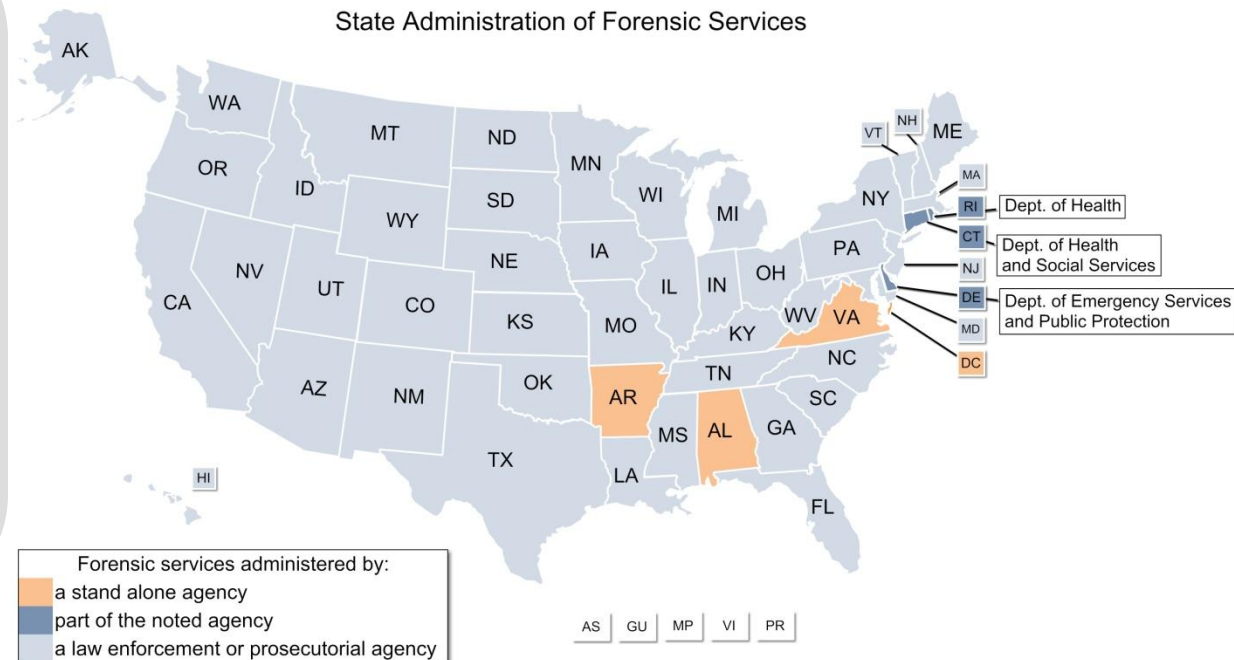 State Administration of Forensic Services
AK
WA
MT
ND
MN
VT
NH
ME
OR
ID
SD
WI
MI
NY
MA
WY
RI
Dept. of Health
CT
Dept. of Health
and Social Services
NE
IA
PA
NJ
NV
UT
CO
IL
IN
OH
DE
Dept. of Emergency Services
and Public Protection
CA
KS
MO
KY
WV
VA
MD
DC
AZ
NM
OK
AR
TN
NC
SC
TX
LA
MS
AL
GA
FL
HI
Forensic services administered by:
a stand alone agency
part of the noted agency
a law enforcement or prosecutorial agency
AS
GU
MP
VI
PR